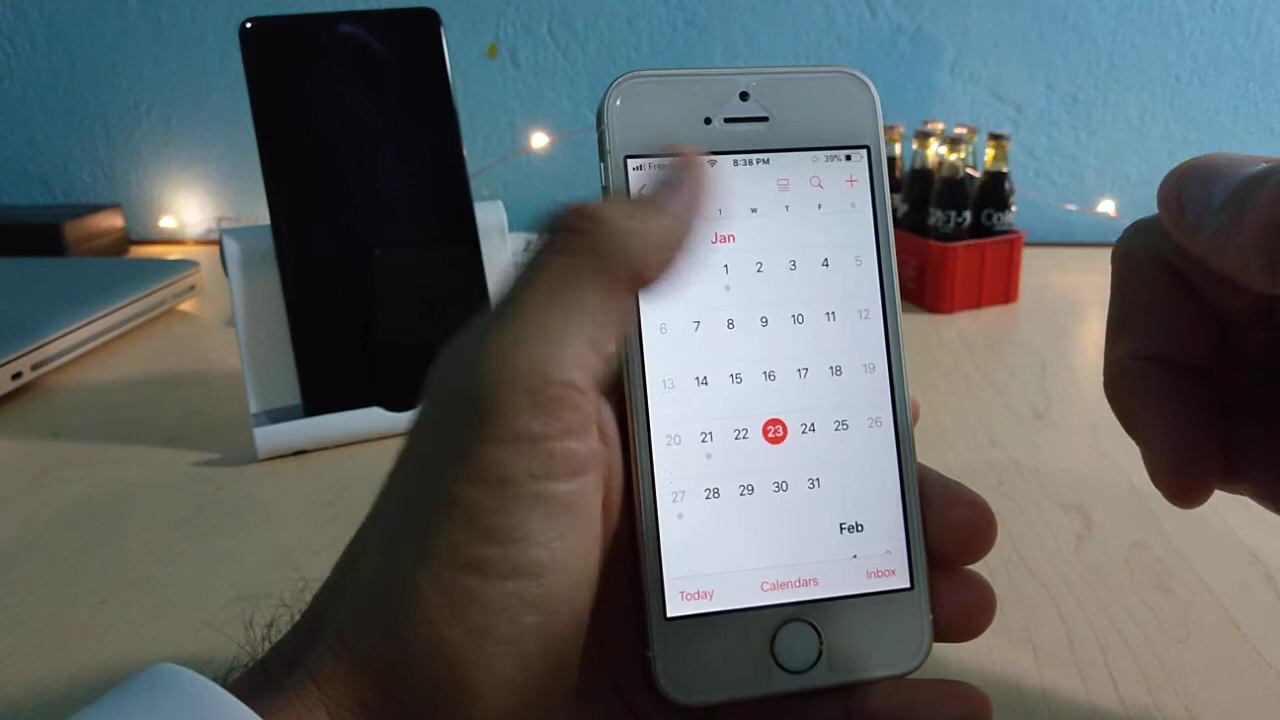 8:38 PM 39%
T W T F S
Jan
1 2 3 4 5
6 7 8 9 10 11 12
13 14 15 16 17 18 19
20 21 22 23 24 25 26
27 28 29 30 31
Feb
Today Calendars Inbox